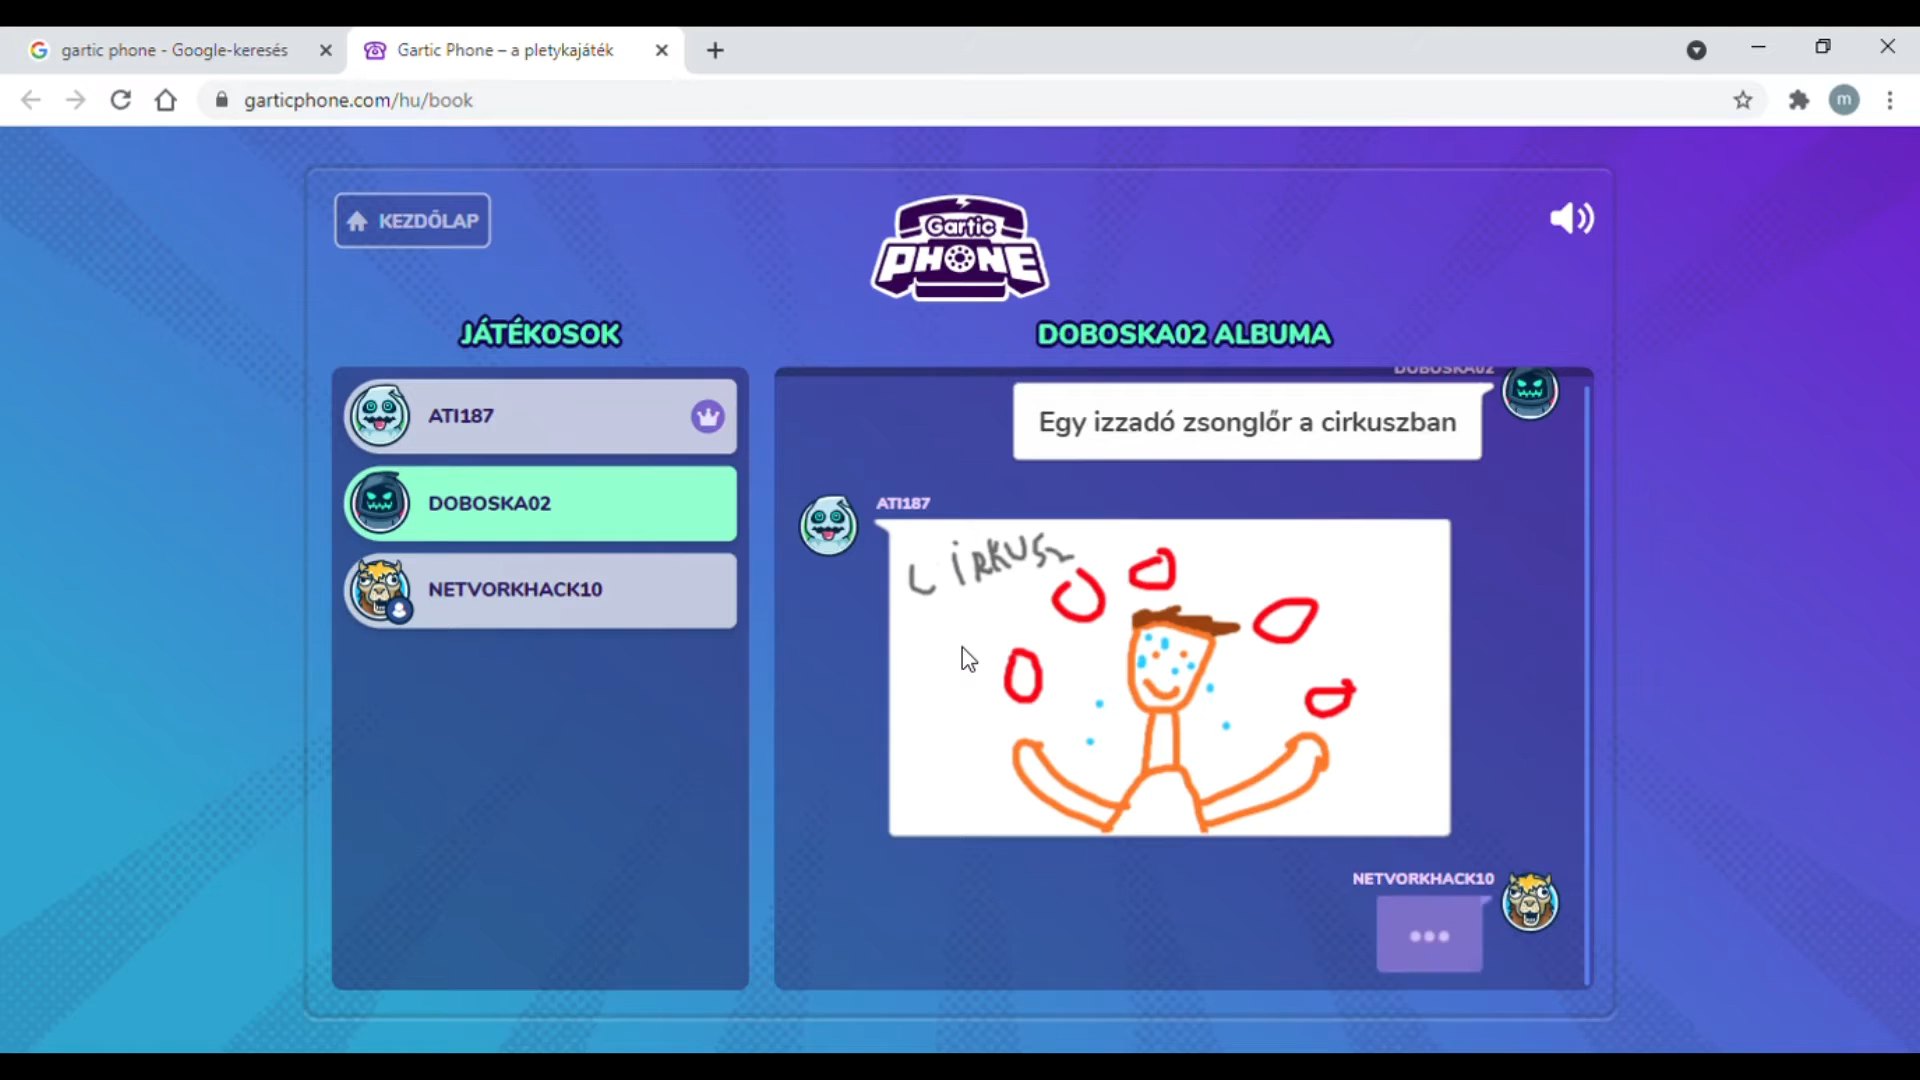 gartic phone - Google-keresés
Gartic Phone – a pletykajáték
garticphone.com/hu/book
m
KEZDŐLAP
Gartic
PHONE
JÁTÉKOSOK
DOBOSKA02 ALBUMA
ATI187
DOBOSKA02
NETVORKHACK10
DOBOSKA02
Egy izzadó zsonglőr a cirkuszban
ATI187
CIRKUSZ
NETVORKHACK10